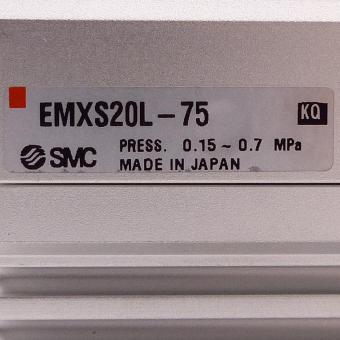 EMXS20L-75 KQ
SMC PRESS. 0.15~0.7 MPa
MADE IN JAPAN